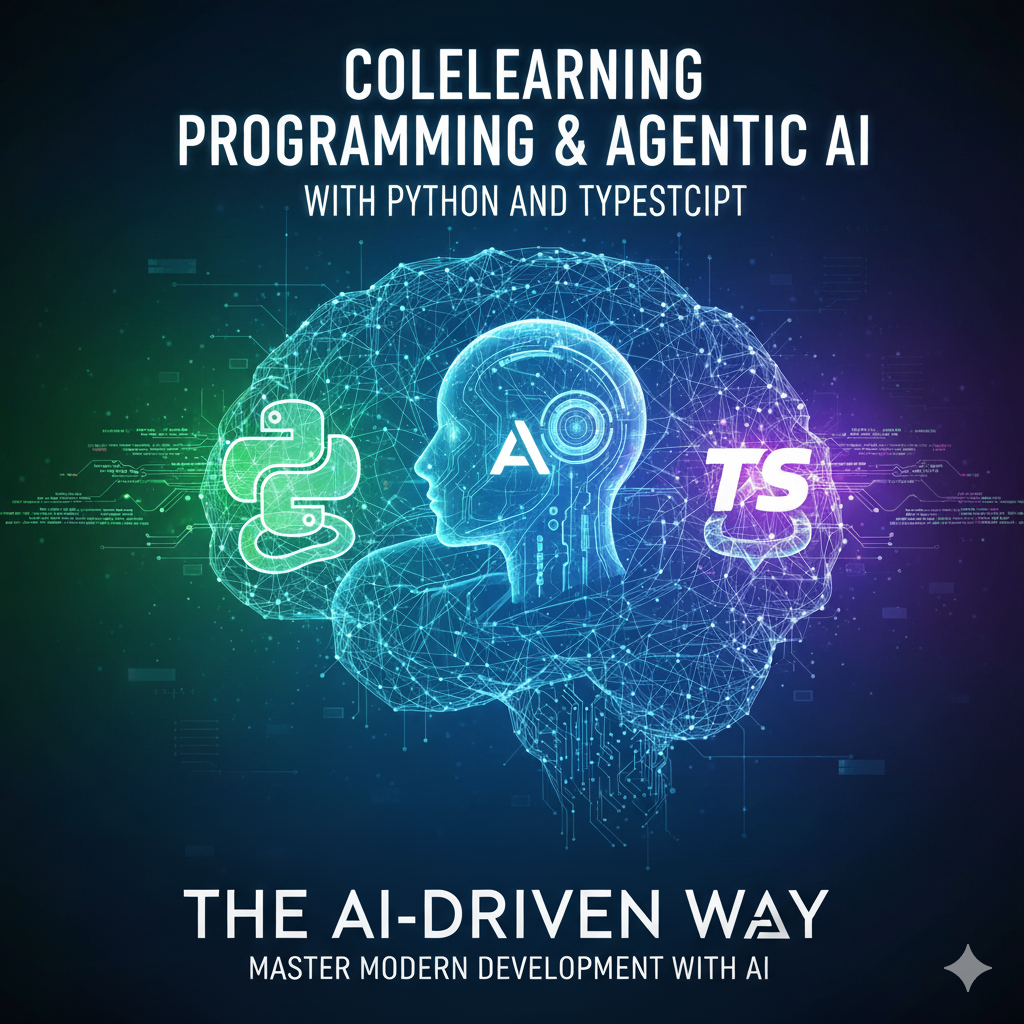 COLELEARNING
PROGRAMMING & AGENTIC AI
WITH PYTHON AND TYPESTCIPT
A
TS
THE AI-DRIVEN WAY
MASTER MODERN DEVELOPMENT WITH AI